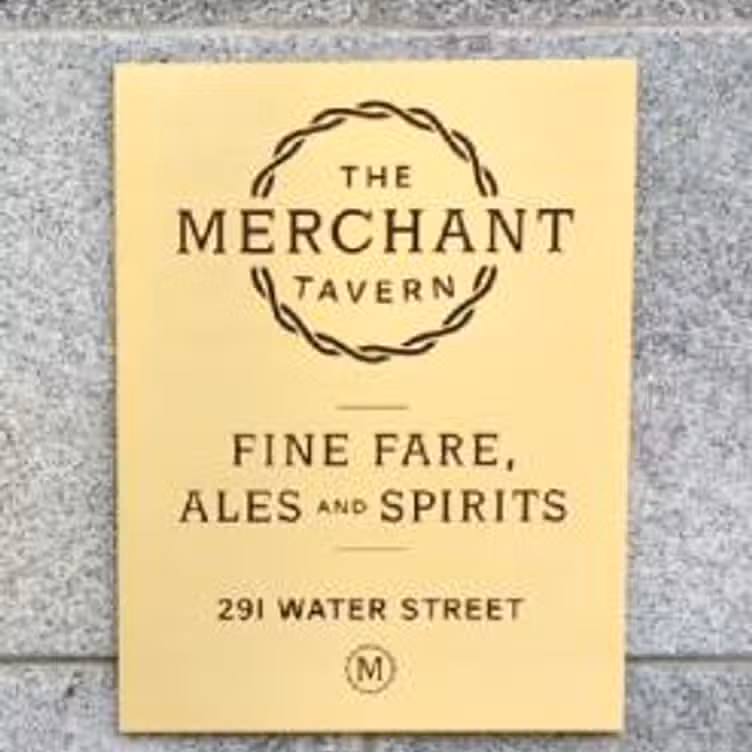 THE
MERCHANT
TAVERN
FINE FARE,
ALES AND SPIRITS
291 WATER STREET
M